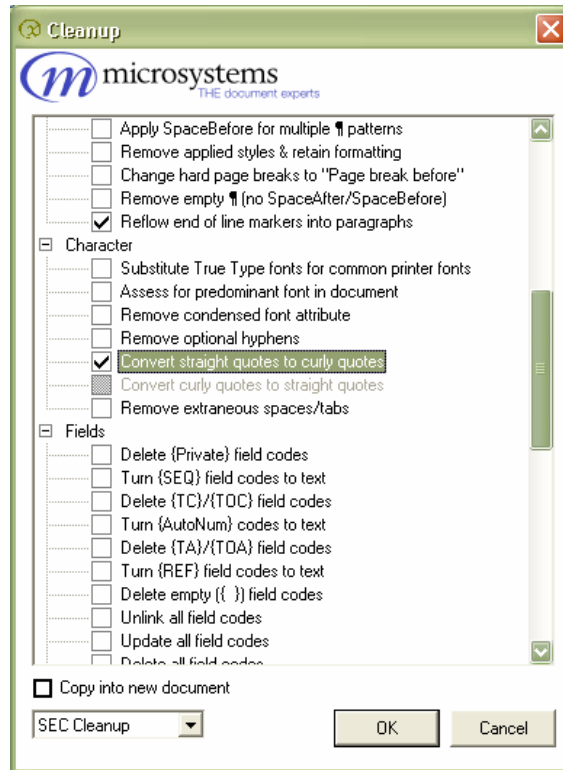 Cleanup
microsystems
THE document experts
Apply SpaceBefore for multiple ¶ patterns
Remove applied styles & retain formatting
Change hard page breaks to "Page break before"
Remove empty ¶ (no SpaceAfter/SpaceBefore)
Reflow end of line markers into paragraphs
Character
Substitute True Type fonts for common printer fonts
Assess for predominant font in document
Remove condensed font attribute
Remove optional hyphens
Convert straight quotes to curly quotes
Convert curly quotes to straight quotes
Remove extraneous spaces/tabs
Fields
Delete {Private} field codes
Turn {SEQ} field codes to text
Delete {TC}/{TOC} field codes
Turn {AutoNum} codes to text
Delete {TA}/{TOA} field codes
Turn {REF} field codes to text
Delete empty ({ }) field codes
Unlink all field codes
Update all field codes
Delete all field codes
Copy into new document
SEC Cleanup
OK
Cancel